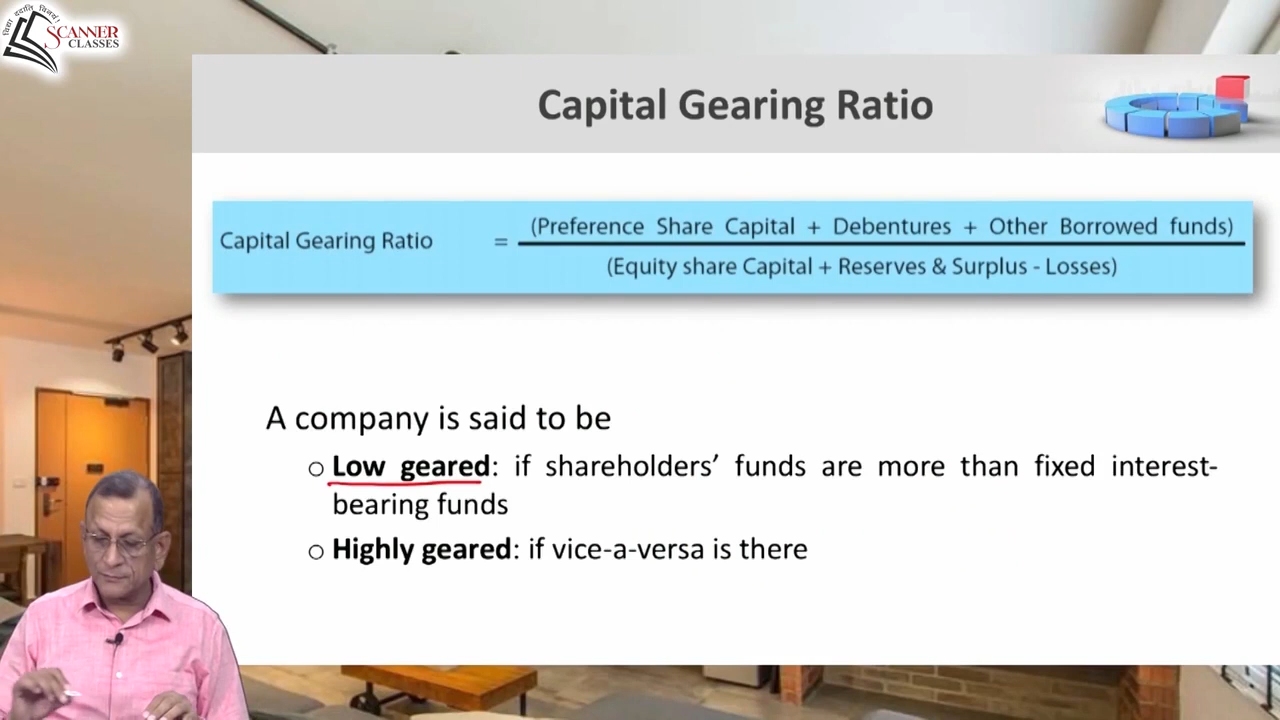 विद्या ददाति विनयं
SCANNER
CLASSES
Capital Gearing Ratio
Capital Gearing Ratio = (Preference Share Capital + Debentures + Other Borrowed funds)
(Equity share Capital + Reserves & Surplus - Losses)
A company is said to be
o Low geared: if shareholders’ funds are more than fixed interest-
bearing funds
o Highly geared: if vice-a-versa is there